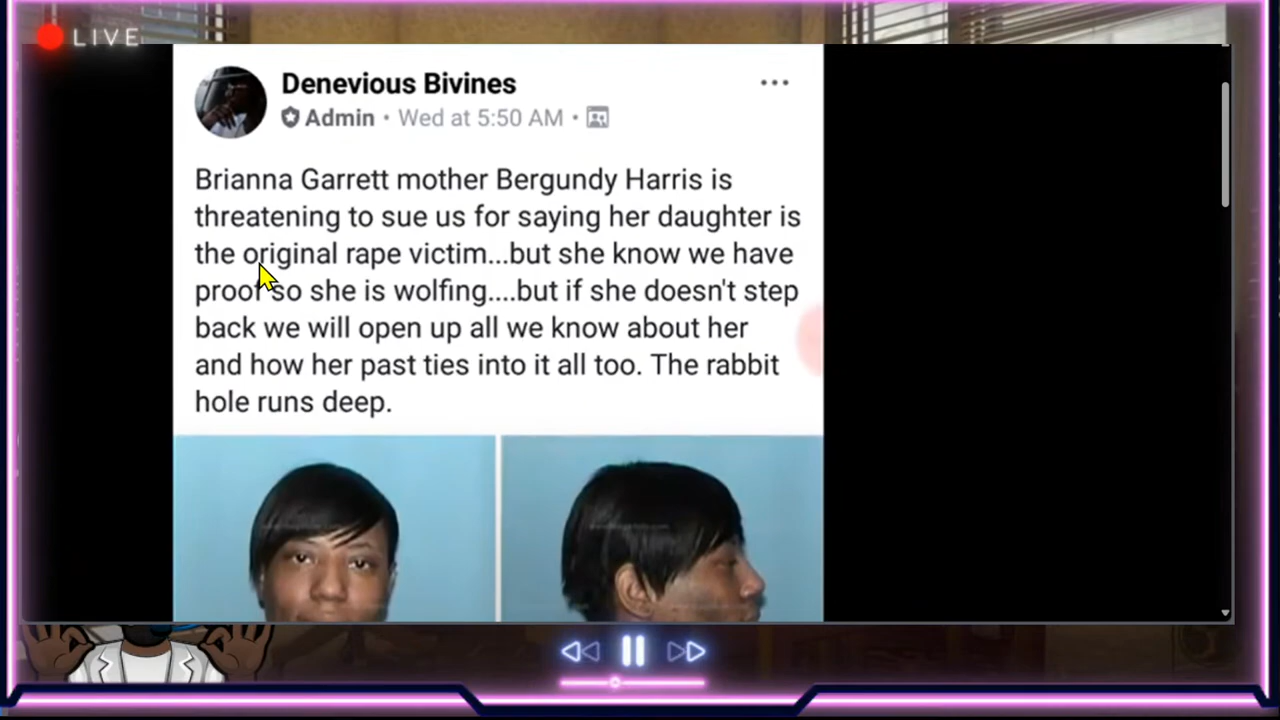 LIVE
Denevious Bivines
Admin • Wed at 5:50 AM •
Brianna Garrett mother Bergundy Harris is
threatening to sue us for saying her daughter is
the original rape victim...but she know we have
proof so she is wolfing....but if she doesn't step
back we will open up all we know about her
and how her past ties into it all too. The rabbit
hole runs deep.